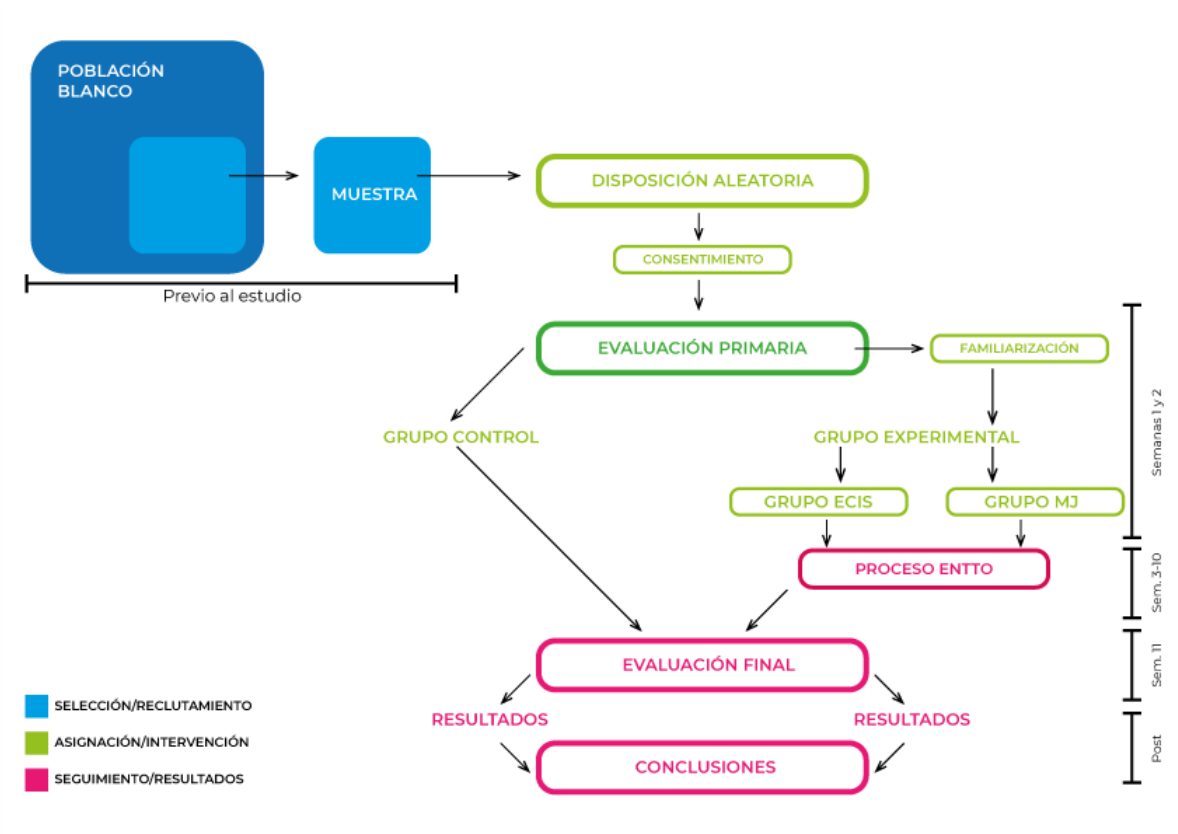 POBLACIÓN
BLANCO
MUESTRA
Previo al estudio
DISPOSICIÓN ALEATORIA
CONSENTIMIENTO
EVALUACIÓN PRIMARIA
FAMILIARIZACIÓN
GRUPO CONTROL
GRUPO EXPERIMENTAL
GRUPO ECIS
GRUPO MJ
Semanas 1 y 2
PROCESO ENTTO
Sem. 3-10
EVALUACIÓN FINAL
Sem. 11
RESULTADOS
RESULTADOS
CONCLUSIONES
Post
SELECCIÓN/RECLUTAMIENTO
ASIGNACIÓN/INTERVENCIÓN
SEGUIMIENTO/RESULTADOS